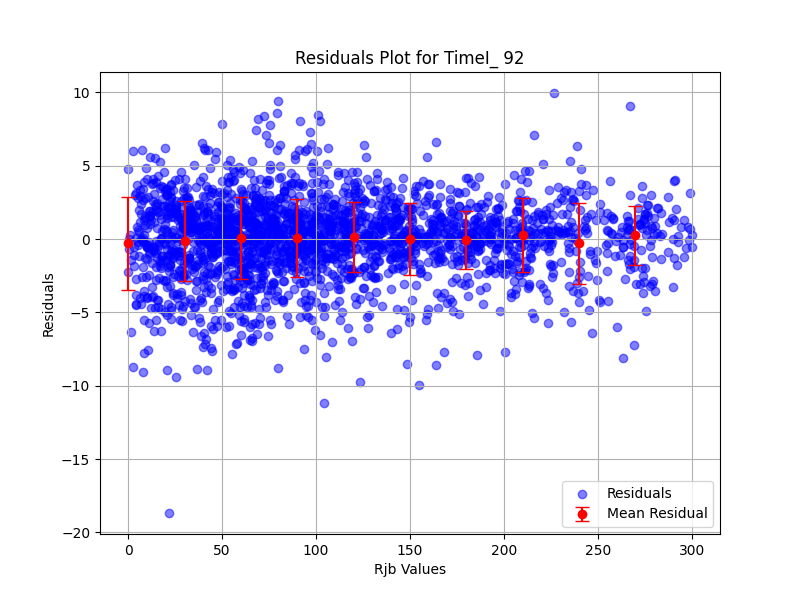 Residuals Plot for TimeI_ 92
Residuals
10
5
0
−5
−10
−15
−20
0 50 100 150 200 250 300
Rjb Values
Residuals
Mean Residual